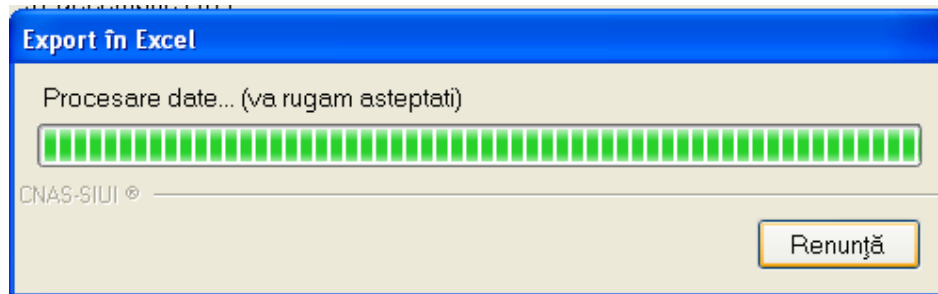 Export în Excel
Procesare date... (va rugam asteptati)
CNAS-SIUI ®
Renunţă